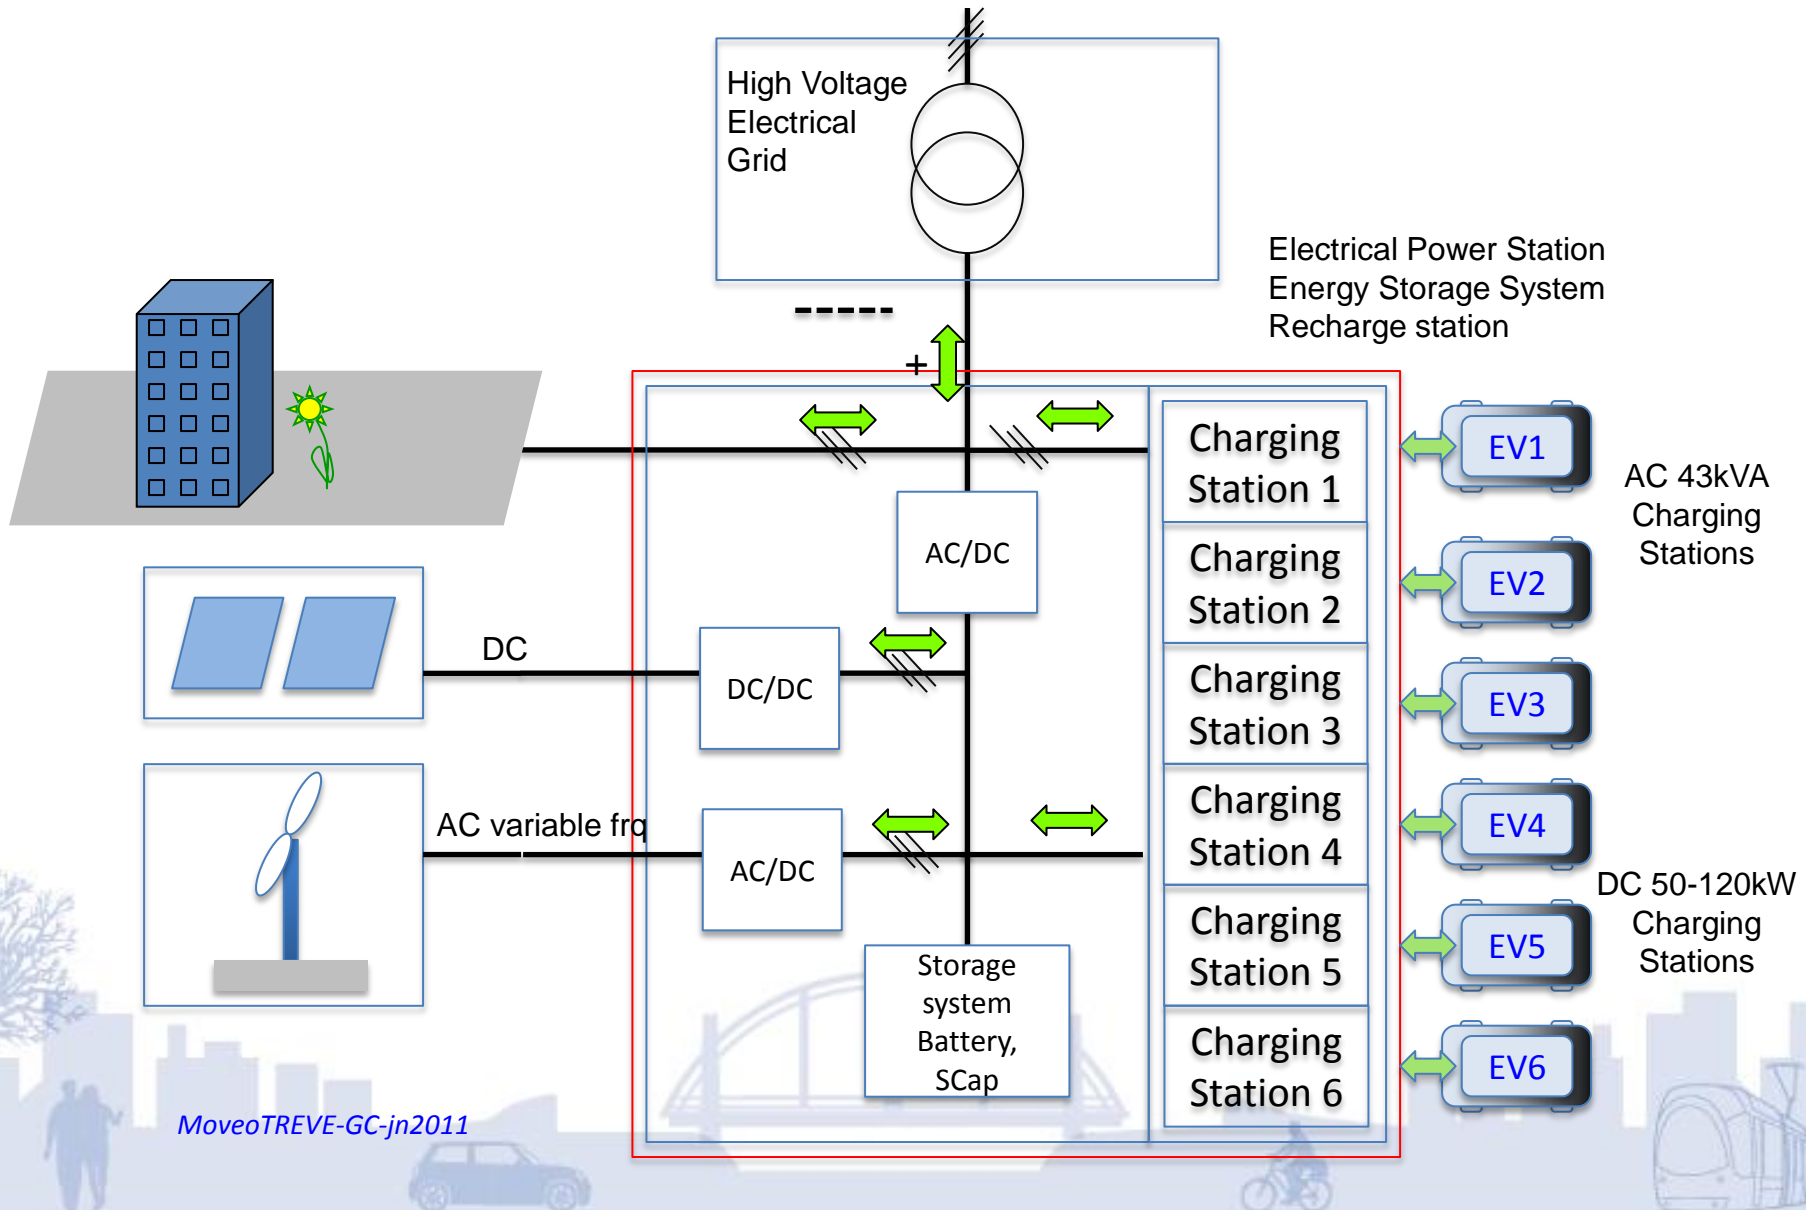 High Voltage
Electrical
Grid
Electrical Power Station
Energy Storage System
Recharge station
-----
+
Charging
Station 1
EV1
AC 43kVA
Charging
Stations
AC/DC
Charging
Station 2
EV2
DC
DC/DC
Charging
Station 3
EV3
AC variable frq
AC/DC
Charging
Station 4
EV4
DC 50-120kW
Charging
Stations
Charging
Station 5
EV5
Storage
system
Battery,
SCap
Charging
Station 6
EV6
MoveoTREVE-GC-jn2011